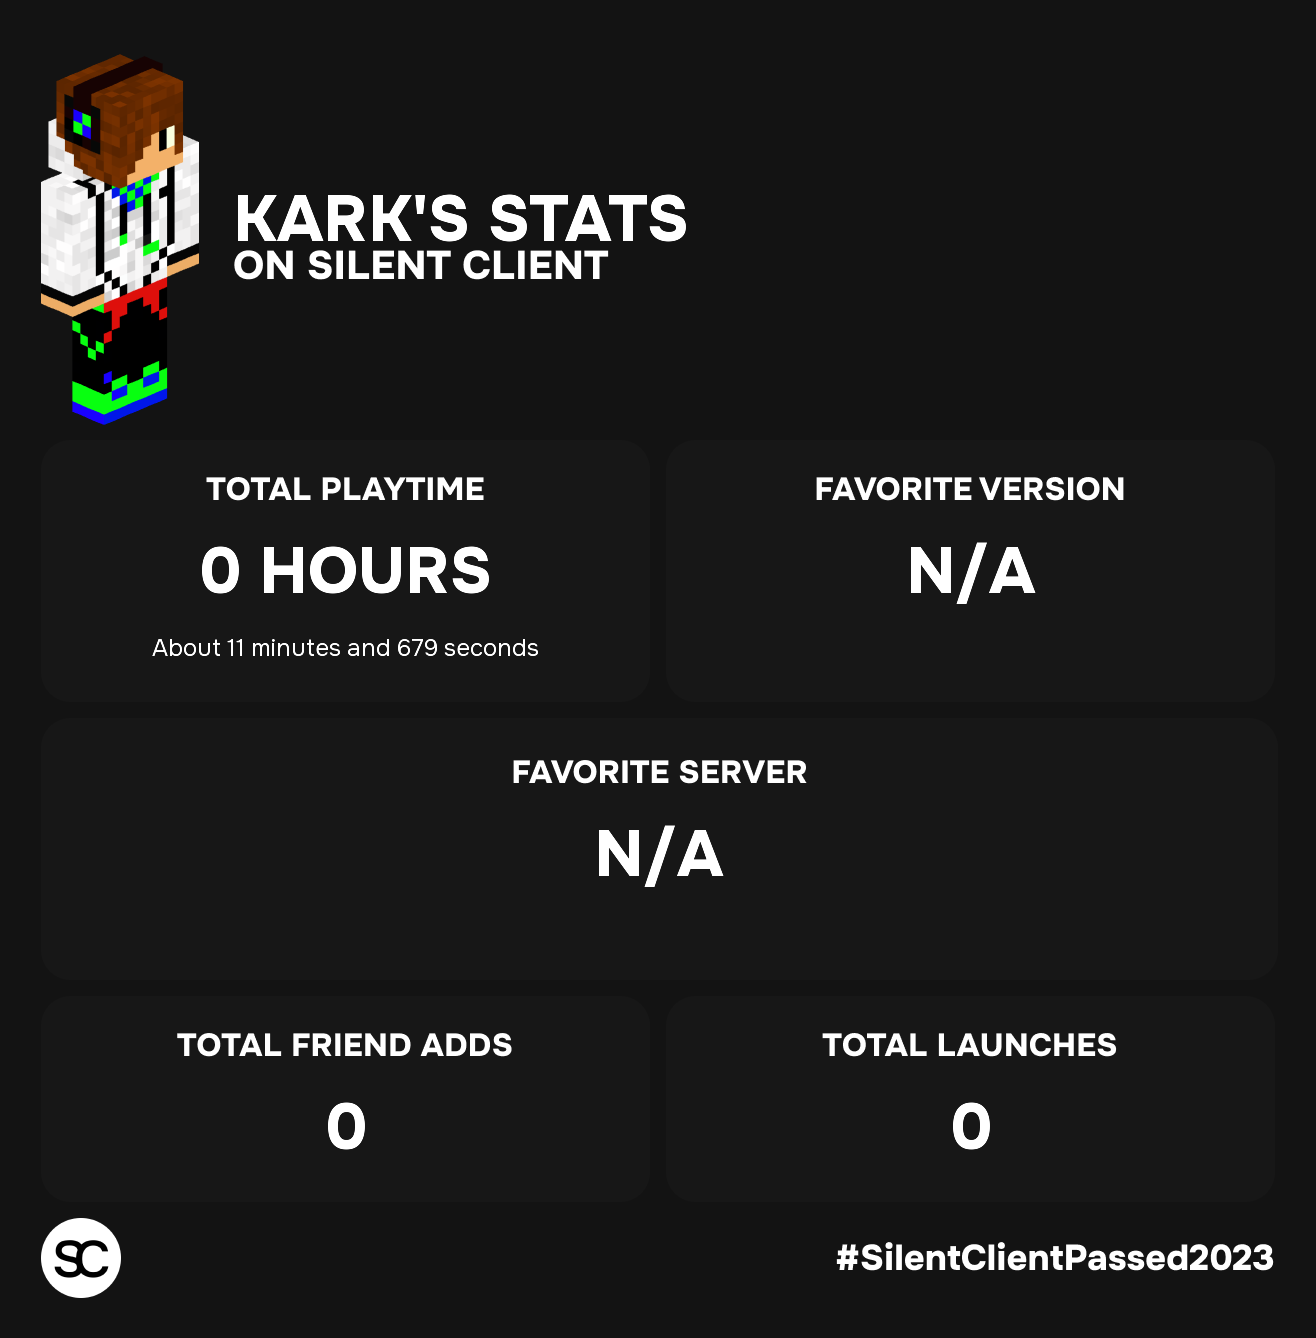 KARK'S STATS
ON SILENT CLIENT
TOTAL PLAYTIME
0 HOURS
About 11 minutes and 679 seconds
FAVORITE VERSION
N/A
FAVORITE SERVER
N/A
TOTAL FRIEND ADDS
0
TOTAL LAUNCHES
0
SC
#SilentClientPassed2023